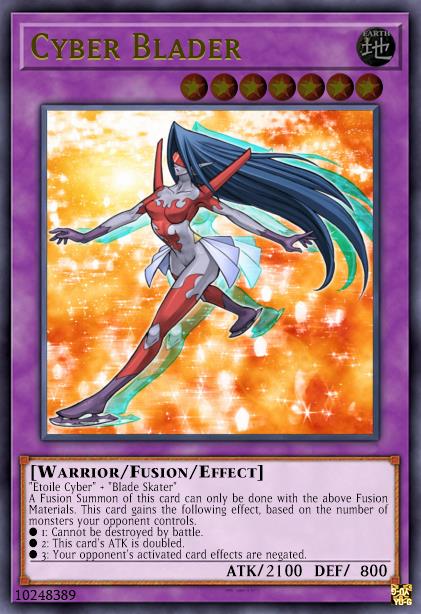 CYBER BLADER
EARTH
地
[WARRIOR/FUSION/EFFECT]
"Etoile Cyber" + "Blade Skater"
A Fusion Summon of this card can only be done with the above Fusion
Materials. This card gains the following effect, based on the number of
monsters your opponent controls.
● 1: Cannot be destroyed by battle.
● 2: This card's ATK is doubled.
● 3: Your opponent's activated card effects are negated.
ATK/2100 DEF/ 800
10248389